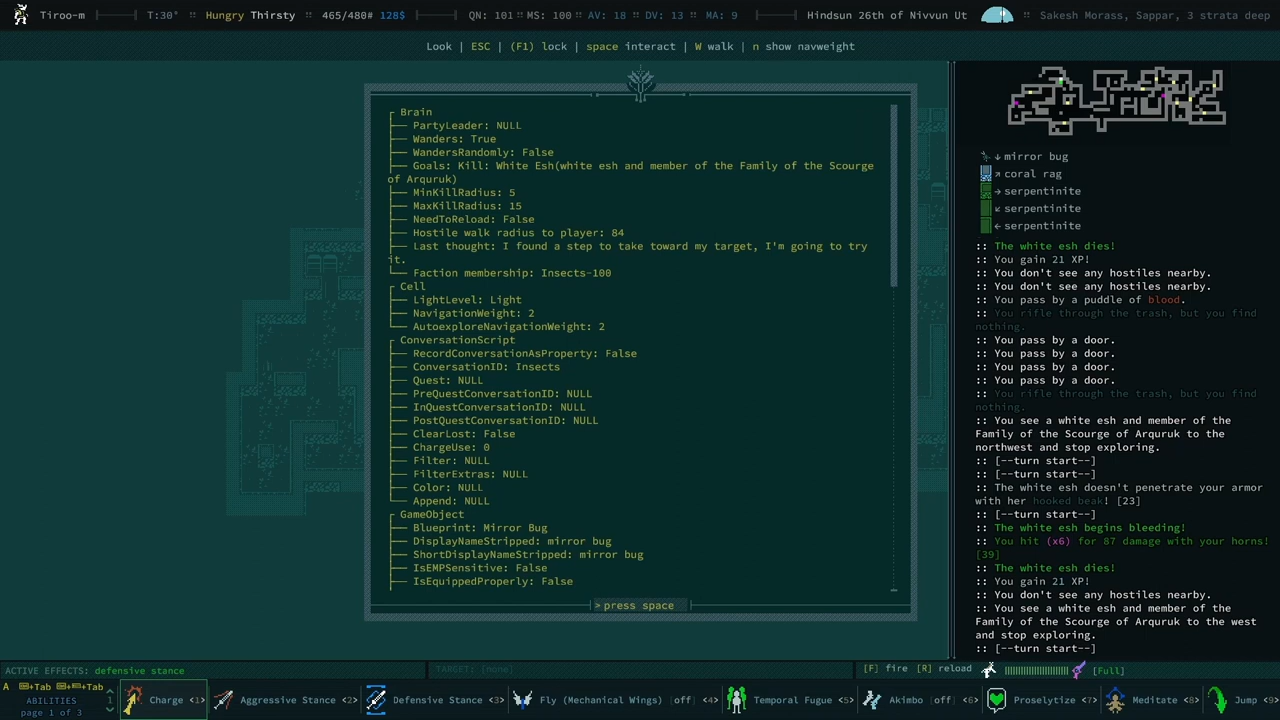 Tiroo-m T:30° :: Hungry Thirsty :: 465/480# 128$ QN: 101 :: MS: 100 :: AV: 18 :: DV: 13 :: MA: 9 Hindsun 26th of Nivvun Ut :: Sakesh Morass, Sappar, 3 strata deep
Look | ESC | (F1) lock | space interact | W walk | n show navweight
Brain
PartyLeader: NULL
Wanders: True
WandersRandomly: False
Goals: Kill: White Esh(white esh and member of the Family of the Scourge
of Arquruk)
MinKillRadius: 5
MaxKillRadius: 15
NeedToReload: False
Hostile walk radius to player: 84
Last thought: I found a step to take toward my target, I'm going to try
it.
Faction membership: Insects-100
Cell
LightLevel: Light
NavigationWeight: 2
AutoexploreNavigationWeight: 2
ConversationScript
RecordConversationAsProperty: False
ConversationID: Insects
Quest: NULL
PreQuestConversationID: NULL
InQuestConversationID: NULL
PostQuestConversationID: NULL
ClearLost: False
ChargeUse: 0
Filter: NULL
FilterExtras: NULL
Color: NULL
Append: NULL
GameObject
Blueprint: Mirror Bug
DisplayNameStripped: mirror bug
ShortDisplayNameStripped: mirror bug
IsEMPSensitive: False
IsEquippedProperly: False
> press space
↓ mirror bug
↗ coral rag
→ serpentinite
↙ serpentinite
← serpentinite
:: The white esh dies!
:: You gain 21 XP!
:: You don't see any hostiles nearby.
:: You don't see any hostiles nearby.
:: You pass by a puddle of blood.
:: You rifle through the trash, but you find
nothing.
:: You pass by a door.
:: You pass by a door.
:: You pass by a door.
:: You pass by a door.
:: You rifle through the trash, but you find
nothing.
:: You see a white esh and member of the
Family of the Scourge of Arquruk to the
northwest and stop exploring.
:: [--turn start--]
:: [--turn start--]
:: The white esh doesn't penetrate your armor
with her hooked beak! [23]
:: [--turn start--]
:: The white esh begins bleeding!
:: You hit (x6) for 87 damage with your horns!
[39]
:: The white esh dies!
:: You gain 21 XP!
:: You don't see any hostiles nearby.
:: You see a white esh and member of the
Family of the Scourge of Arquruk to the west
and stop exploring.
:: [--turn start--]
ACTIVE EFFECTS: defensive stance
TARGET: [none]
[F] fire [R] reload [Full]
A +Tab +Tab
ABILITIES 1
page 1 of 3
Charge <1> Aggressive Stance <2> Defensive Stance <3> Fly (Mechanical Wings) [off] <4> Temporal Fugue <5> Akimbo [off] <6> Proselytize <7> Meditate <8> Jump <9>